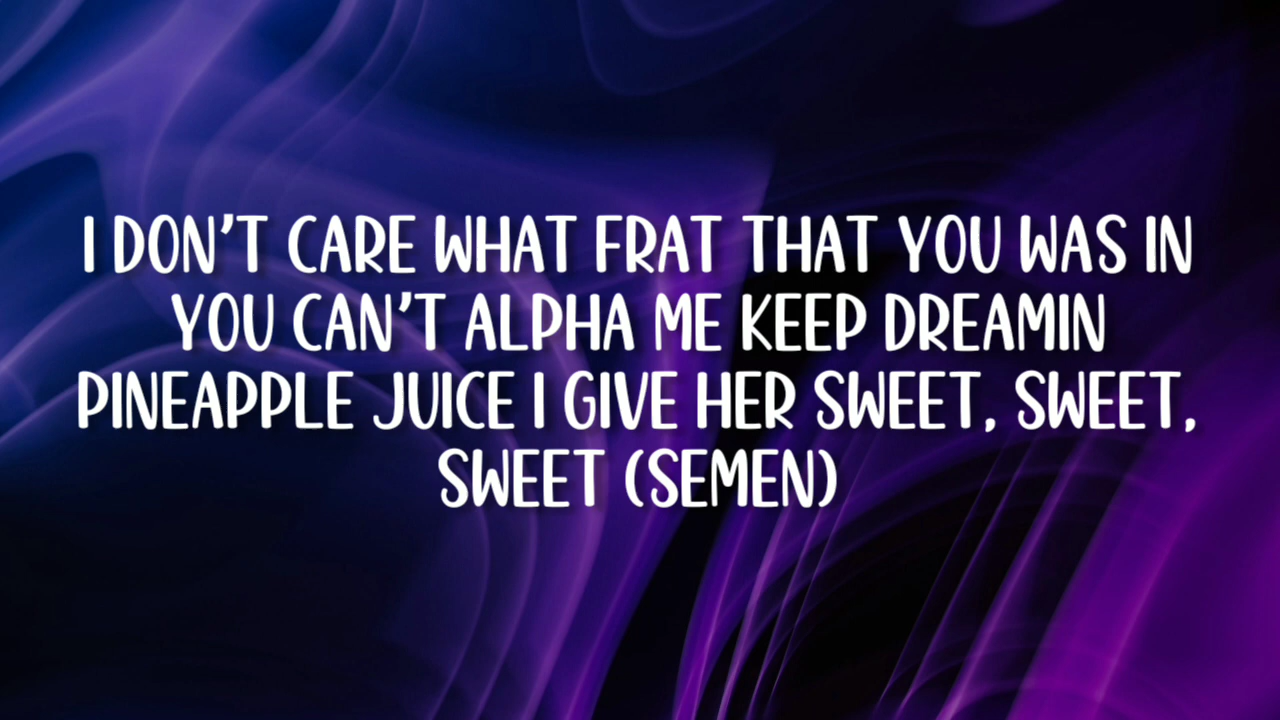 I DON'T CARE WHAT FRAT THAT YOU WAS IN
YOU CAN'T ALPHA ME KEEP DREAMIN
PINEAPPLE JUICE I GIVE HER SWEET, SWEET,
SWEET (SEMEN)